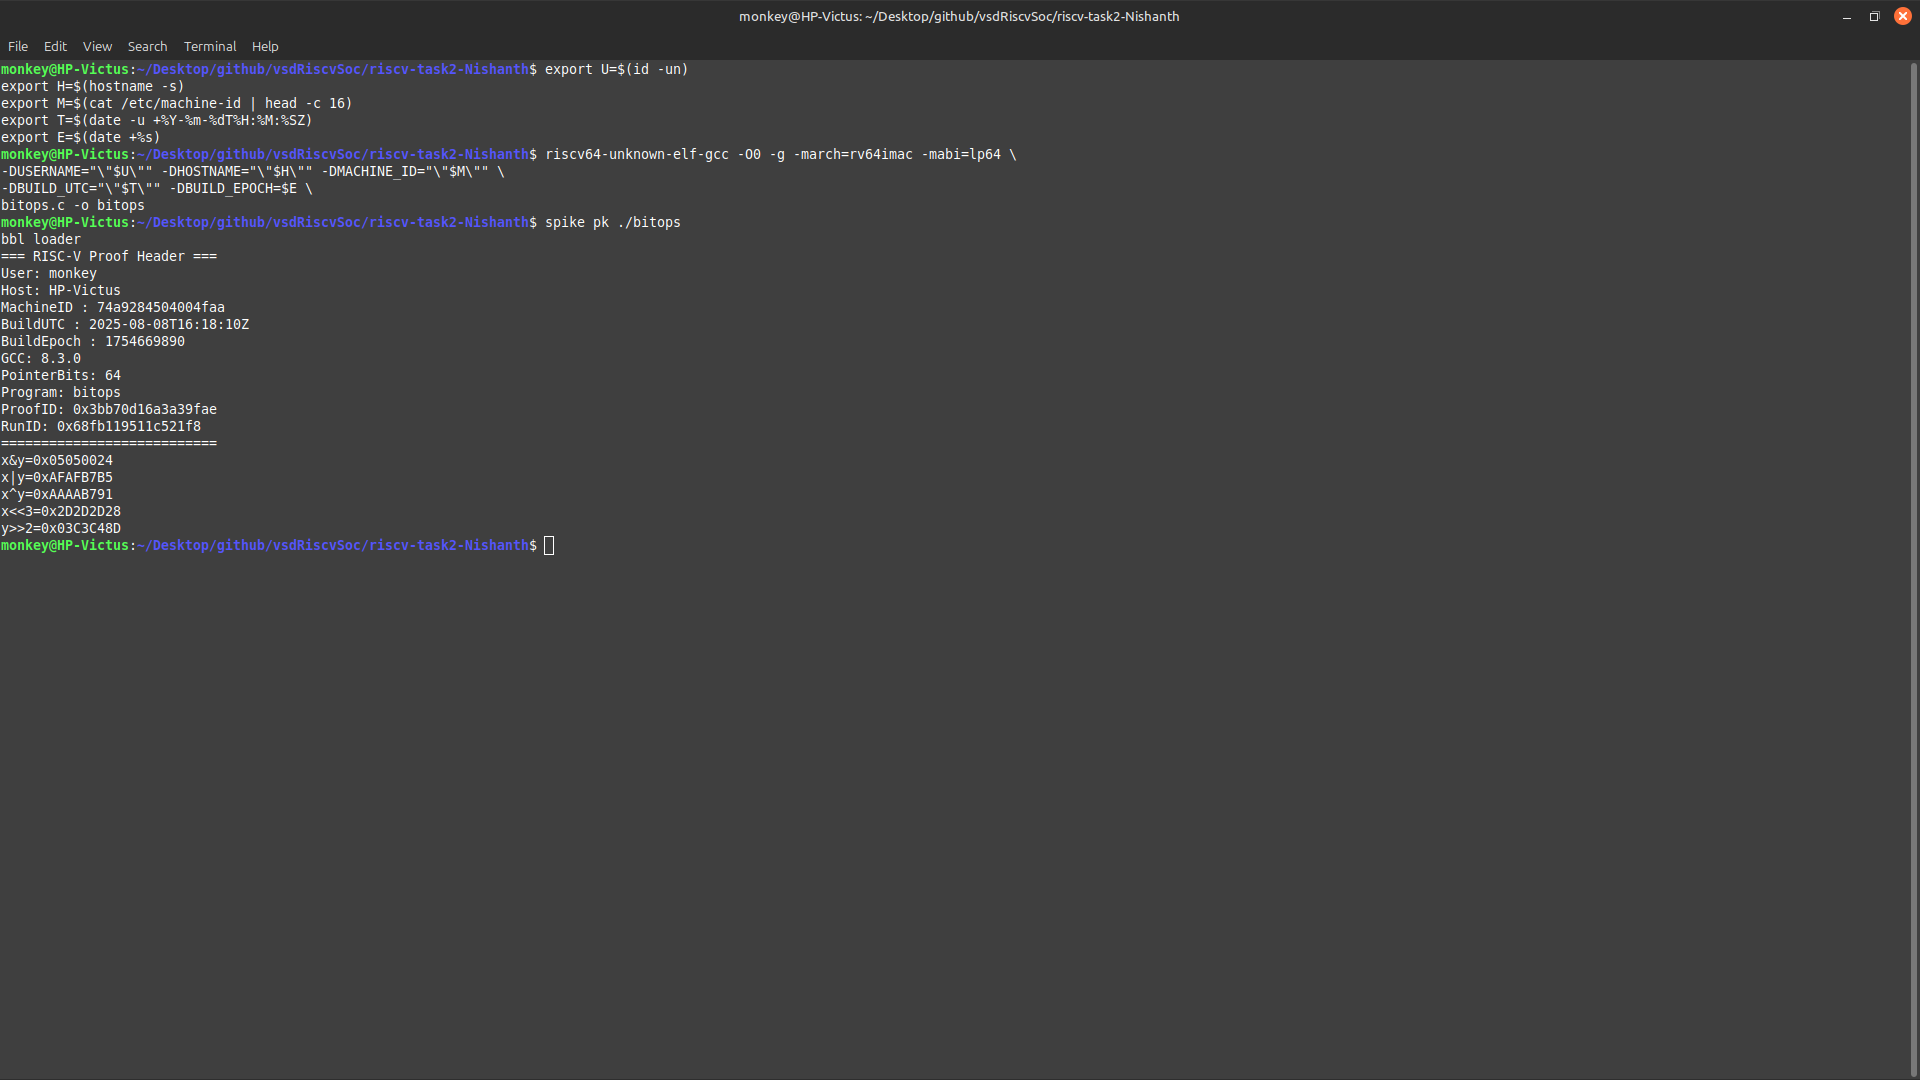 monkey@HP-Victus: ~/Desktop/github/vsdRiscvSoc/riscv-task2-Nishanth
File Edit View Search Terminal Help
monkey@HP-Victus:~/Desktop/github/vsdRiscvSoc/riscv-task2-Nishanth$ export U=$(id -un)
export H=$(hostname -s)
export M=$(cat /etc/machine-id | head -c 16)
export T=$(date -u +%Y-%m-%dT%H:%M:%SZ)
export E=$(date +%s)
monkey@HP-Victus:~/Desktop/github/vsdRiscvSoc/riscv-task2-Nishanth$ riscv64-unknown-elf-gcc -O0 -g -march=rv64imac -mabi=lp64 \
-DUSERNAME="\"$U\"" -DHOSTNAME="\"$H\"" -DMACHINE_ID="\"$M\"" \
-DBUILD_UTC="\"$T\"" -DBUILD_EPOCH=$E \
bitops.c -o bitops
monkey@HP-Victus:~/Desktop/github/vsdRiscvSoc/riscv-task2-Nishanth$ spike pk ./bitops
bbl loader
=== RISC-V Proof Header ===
User: monkey
Host: HP-Victus
MachineID : 74a9284504004faa
BuildUTC : 2025-08-08T16:18:10Z
BuildEpoch : 1754669890
GCC: 8.3.0
PointerBits: 64
Program: bitops
ProofID: 0x3bb70d16a3a39fae
RunID: 0x68fb119511c521f8
===========================
x&y=0x05050024
x|y=0xAFAFB7B5
x^y=0xAAAAB791
x<<3=0x2D2D2D28
y>>2=0x03C3C48D
monkey@HP-Victus:~/Desktop/github/vsdRiscvSoc/riscv-task2-Nishanth$